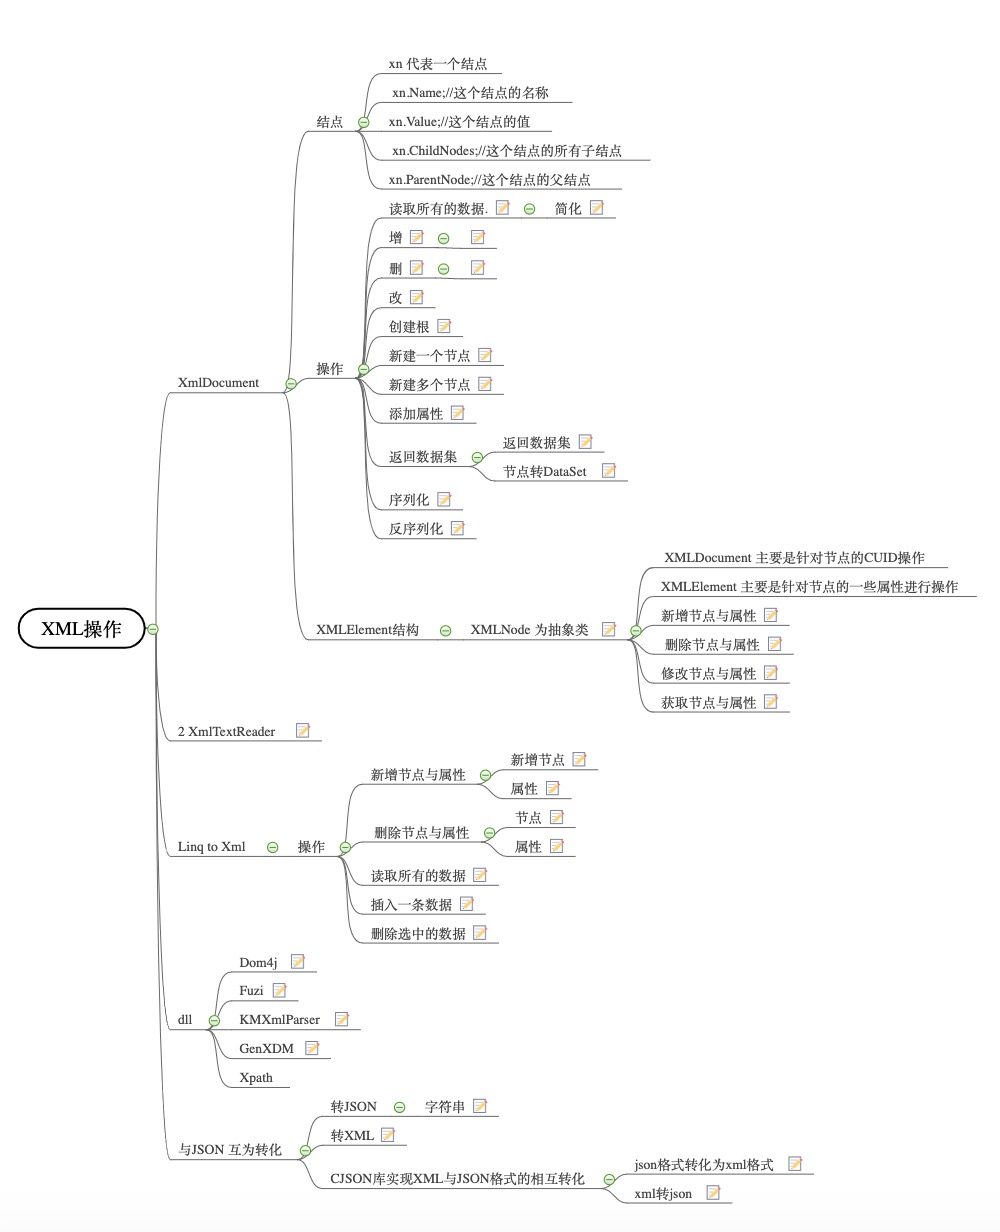 XML操作
XmlDocument
结点
xn 代表一个结点
xn.Name;//这个结点的名称
xn.Value;//这个结点的值
xn.ChildNodes;//这个结点的所有子结点
xn.ParentNode;//这个结点的父结点
操作
读取所有的数据. 简化
增
删
改
创建根
新建一个节点
新建多个节点
添加属性
返回数据集
返回数据集
节点转DataSet
序列化
反序列化
XMLElement结构 XMLNode 为抽象类
XMLDocument 主要是针对节点的CUID操作
XMLElement 主要是针对节点的一些属性进行操作
新增节点与属性
删除节点与属性
修改节点与属性
获取节点与属性
2 XmlTextReader
Linq to Xml 操作
新增节点与属性
新增节点
属性
删除节点与属性
节点
属性
读取所有的数据
插入一条数据
删除选中的数据
dll
Dom4j
Fuzi
KMXmlParser
GenXDM
Xpath
与JSON 互为转化
转JSON 字符串
转XML
CJSON库实现XML与JSON格式的相互转化
json格式转化为xml格式
xml转json